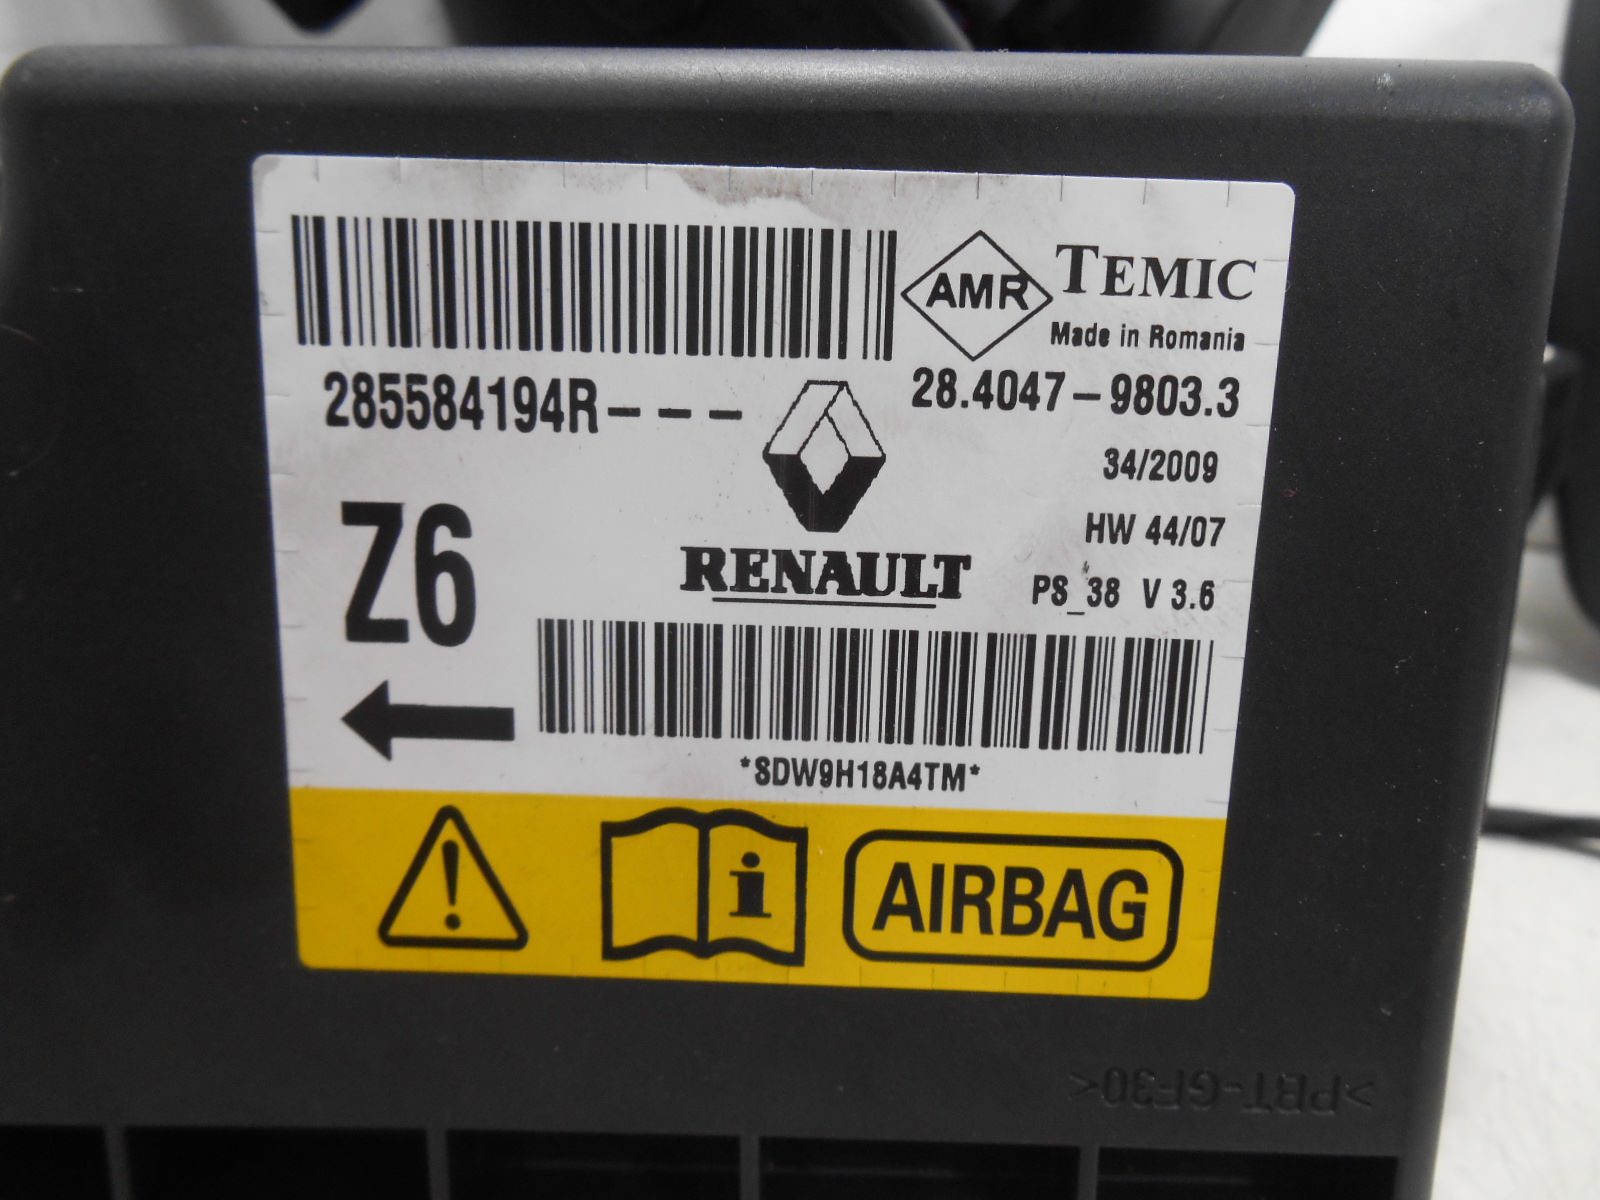 AMR
TEMIC
Made in Romania
285584194R---
28.4047-9803.3
34/2009
HW 44/07
Z6
RENAULT
PS_38 V 3.6
*SDW9H18A4TM*
AIRBAG
>PBT-GF30<